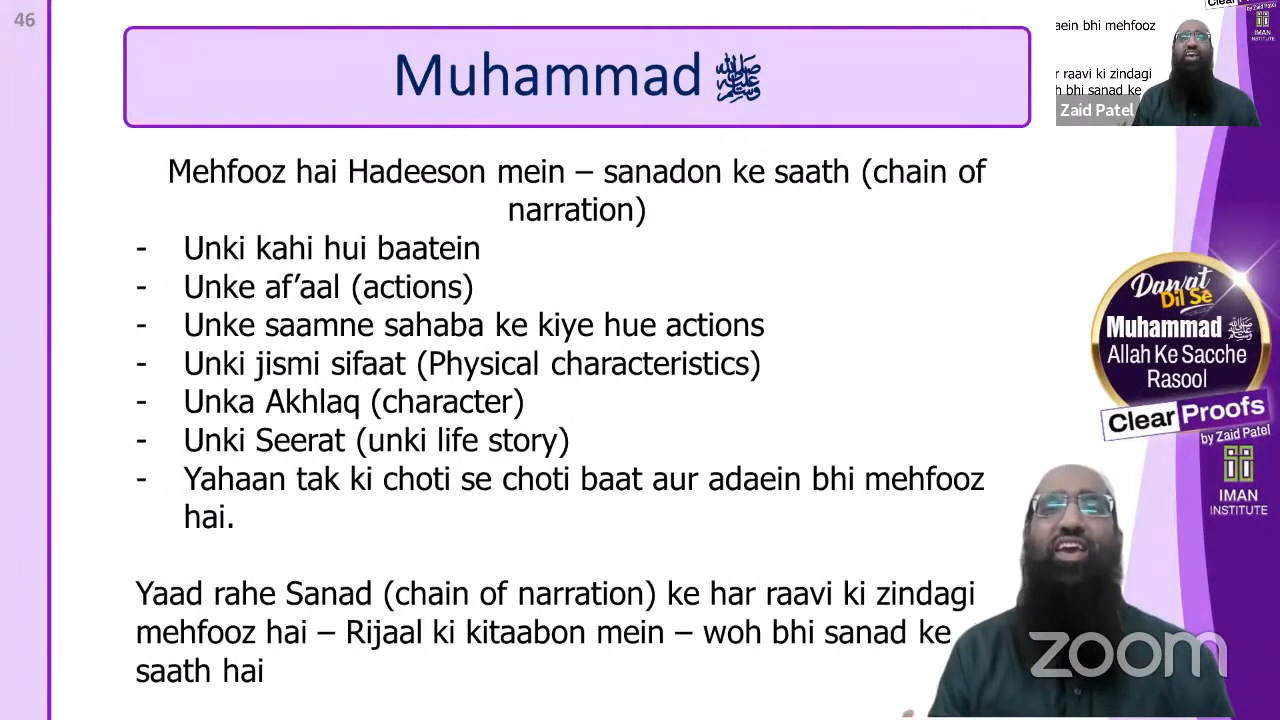 46
Muhammad ﷺ
Mehfooz hai Hadeeson mein – sanadon ke saath (chain of
narration)
- Unki kahi hui baatein
- Unke af’aal (actions)
- Unke saamne sahaba ke kiye hue actions
- Unki jismi sifaat (Physical characteristics)
- Unka Akhlaq (character)
- Unki Seerat (unki life story)
- Yahaan tak ki choti se choti baat aur adaein bhi mehfooz
hai.
Yaad rahe Sanad (chain of narration) ke har raavi ki zindagi
mehfooz hai – Rijaal ki kitaabon mein – woh bhi sanad ke
saath hai
bhi mehfooz
raavi ki zindagi
bhi sanad ke
Zaid Patel
by Zaid Patel
IMAN
INSTITUTE
Dawat
Dil Se
Muhammad ﷺ
Allah Ke Sacche
Rasool
Clear Proofs
by Zaid Patel
IMAN
INSTITUTE
zoom